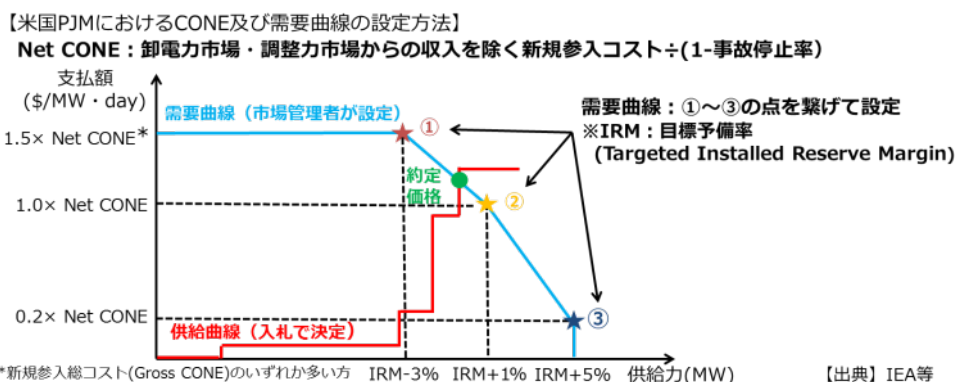 【米国PJMにおけるCONE及び需要曲線の設定方法】
Net CONE：卸電力市場・調整力市場からの収入を除く新規参入コスト÷(1-事故停止率）
支払額
($/MW・day)
需要曲線（市場管理者が設定）
1.5× Net CONE*
①
需要曲線：①～③の点を繋げて設定
※IRM：目標予備率
(Targeted Installed Reserve Margin)
約定
価格
1.0× Net CONE
②
0.2× Net CONE
③
供給曲線（入札で決定）
*新規参入総コスト(Gross CONE)のいずれか多い方
IRM-3%
IRM+1%
IRM+5%
供給力(MW)
【出典】IEA等